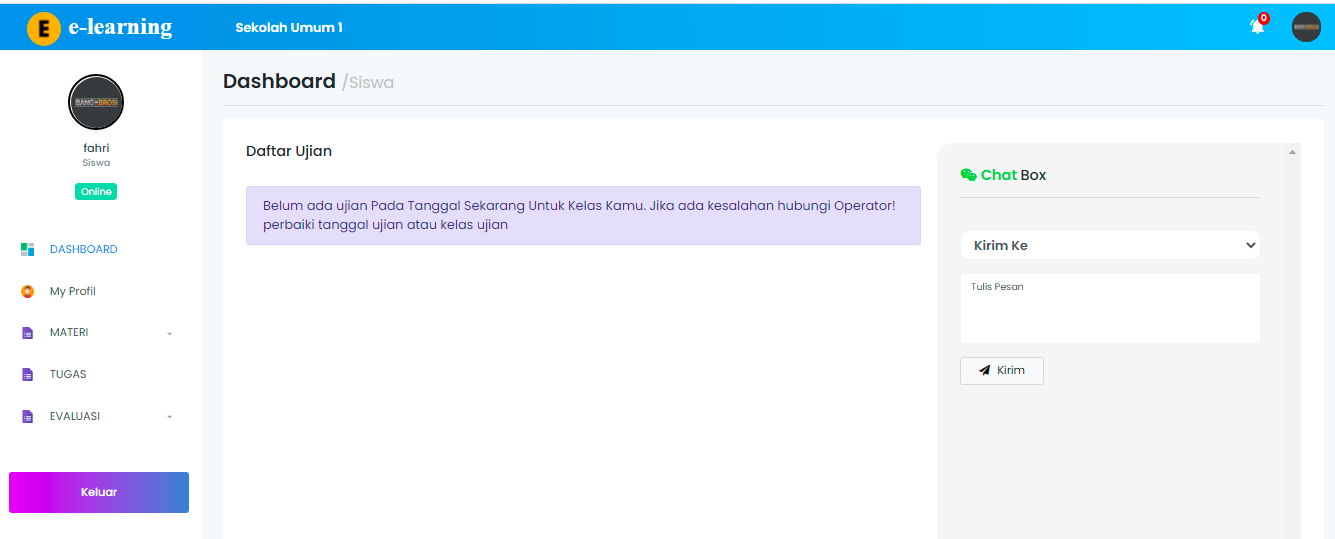 E e-learning
Sekolah Umum 1
0
Dashboard /Siswa
BANG-BROSI
fahri
Siswa
Online
DASHBOARD
My Profil
MATERI
TUGAS
EVALUASI
Keluar
Daftar Ujian
Belum ada ujian Pada Tanggal Sekarang Untuk Kelas Kamu. Jika ada kesalahan hubungi Operator!
perbaiki tanggal ujian atau kelas ujian
Chat Box
Kirim Ke
Tulis Pesan
Kirim